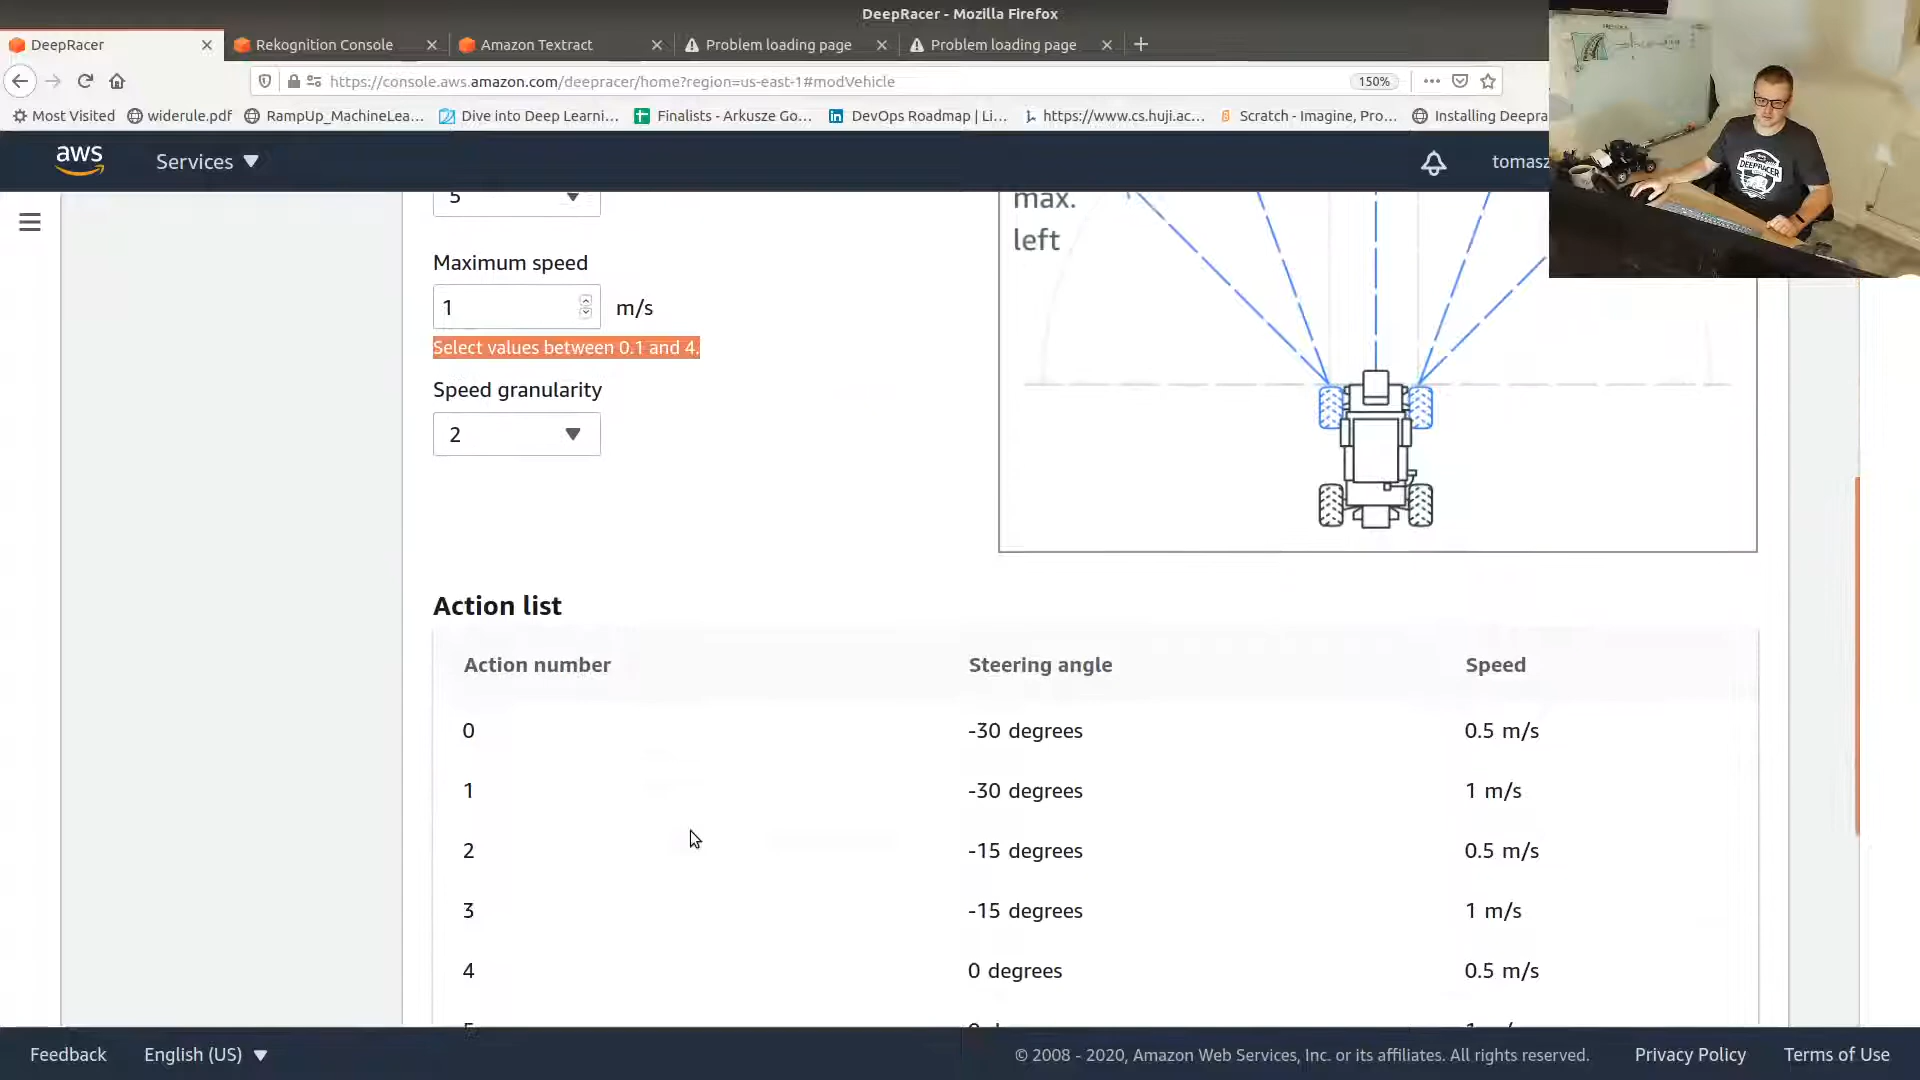 DeepRacer - Mozilla Firefox
DeepRacer
Rekognition Console
Amazon Textract
Problem loading page
Problem loading page
https://console.aws.amazon.com/deepracer/home?region=us-east-1#modVehicle
150%
Most Visited
widerule.pdf
RampUp_MachineLea...
Dive into Deep Learni...
Finalists - Arkusze Go...
DevOps Roadmap | Li...
https://www.cs.huji.ac...
Scratch - Imagine, Pro...
Installing Deepra
aws
Services
tomasz
5
max.
left
Maximum speed
1
m/s
Select values between 0.1 and 4.
Speed granularity
2
Action list
Action number
Steering angle
Speed
0
-30 degrees
0.5 m/s
1
-30 degrees
1 m/s
2
-15 degrees
0.5 m/s
3
-15 degrees
1 m/s
4
0 degrees
0.5 m/s
DEEPRACER
Feedback
English (US)
© 2008 - 2020, Amazon Web Services, Inc. or its affiliates. All rights reserved.
Privacy Policy
Terms of Use